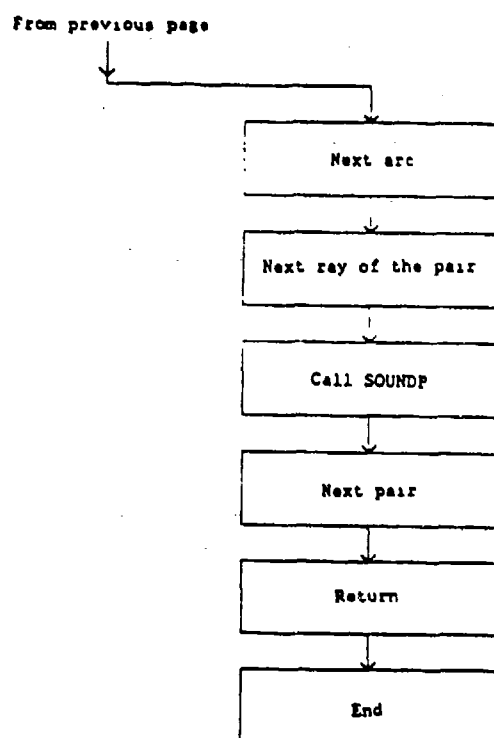 From previous page
Next arc
Next ray of the pair
Call SOUNDP
Next pair
Return
End